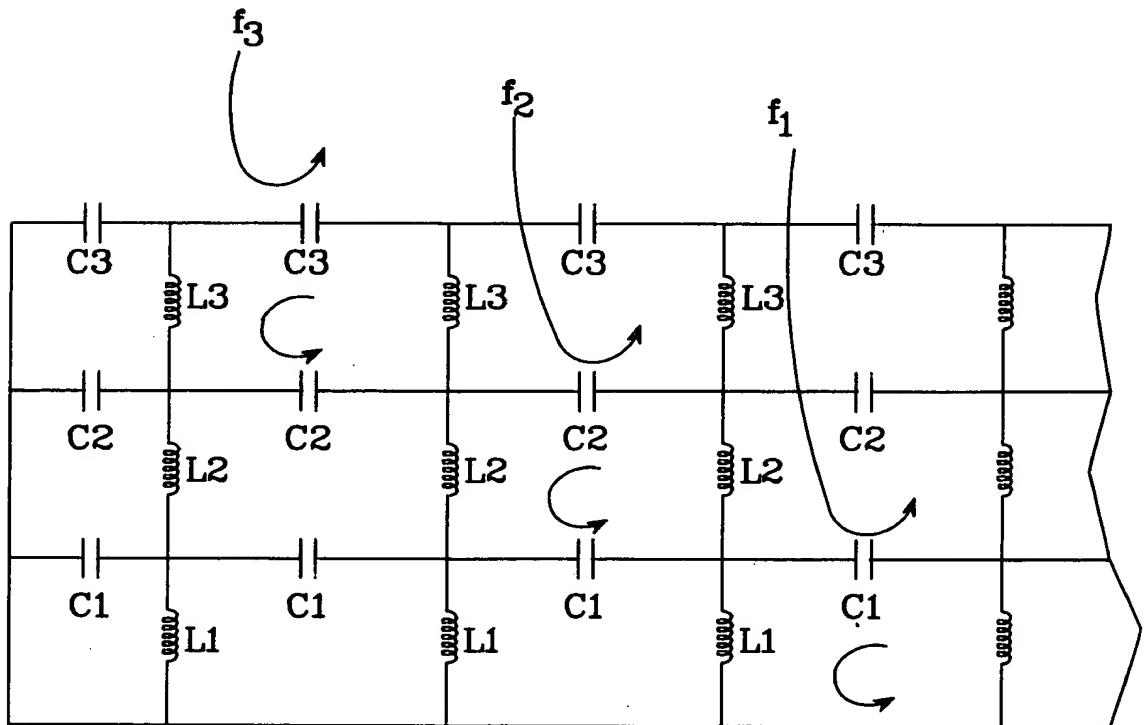 f3
f2
f1
C3 C3 C3 C3
L3 L3 L3
C2 C2 C2 C2
L2 L2 L2
C1 C1 C1 C1
L1 L1 L1